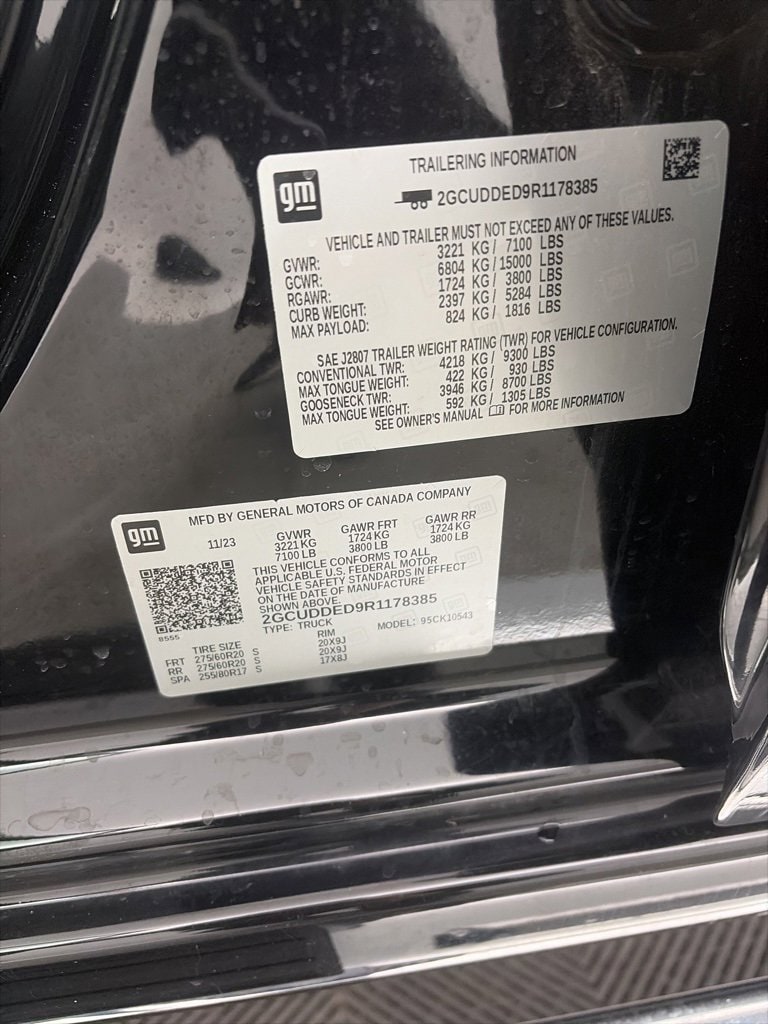 gm
TRAILERING INFORMATION
2GCUDDED9R1178385
VEHICLE AND TRAILER MUST NOT EXCEED ANY OF THESE VALUES.
GVWR: 3221 KG / 7100 LBS
GCWR: 6804 KG / 15000 LBS
RGAWR: 1724 KG / 3800 LBS
CURB WEIGHT: 2397 KG / 5284 LBS
MAX PAYLOAD: 824 KG / 1816 LBS
SAE J2807 TRAILER WEIGHT RATING (TWR) FOR VEHICLE CONFIGURATION.
CONVENTIONAL TWR: 4218 KG / 9300 LBS
MAX TONGUE WEIGHT: 422 KG / 930 LBS
GOOSENECK TWR: 3946 KG / 8700 LBS
MAX TONGUE WEIGHT: 592 KG / 1305 LBS
SEE OWNER'S MANUAL FOR MORE INFORMATION
gm
MFD BY GENERAL MOTORS OF CANADA COMPANY
11/23 GVWR GAWR FRT GAWR RR
3221 KG 1724 KG 1724 KG
7100 LB 3800 LB 3800 LB
THIS VEHICLE CONFORMS TO ALL
APPLICABLE U.S. FEDERAL MOTOR
VEHICLE SAFETY STANDARDS IN EFFECT
ON THE DATE OF MANUFACTURE
SHOWN ABOVE.
2GCUDDED9R1178385
8555
TYPE: TRUCK MODEL: 95CK10543
TIRE SIZE RIM
FRT 275/60R20 S 20X9J
RR 275/60R20 S 20X9J
SPA 255/80R17 S 17X8J